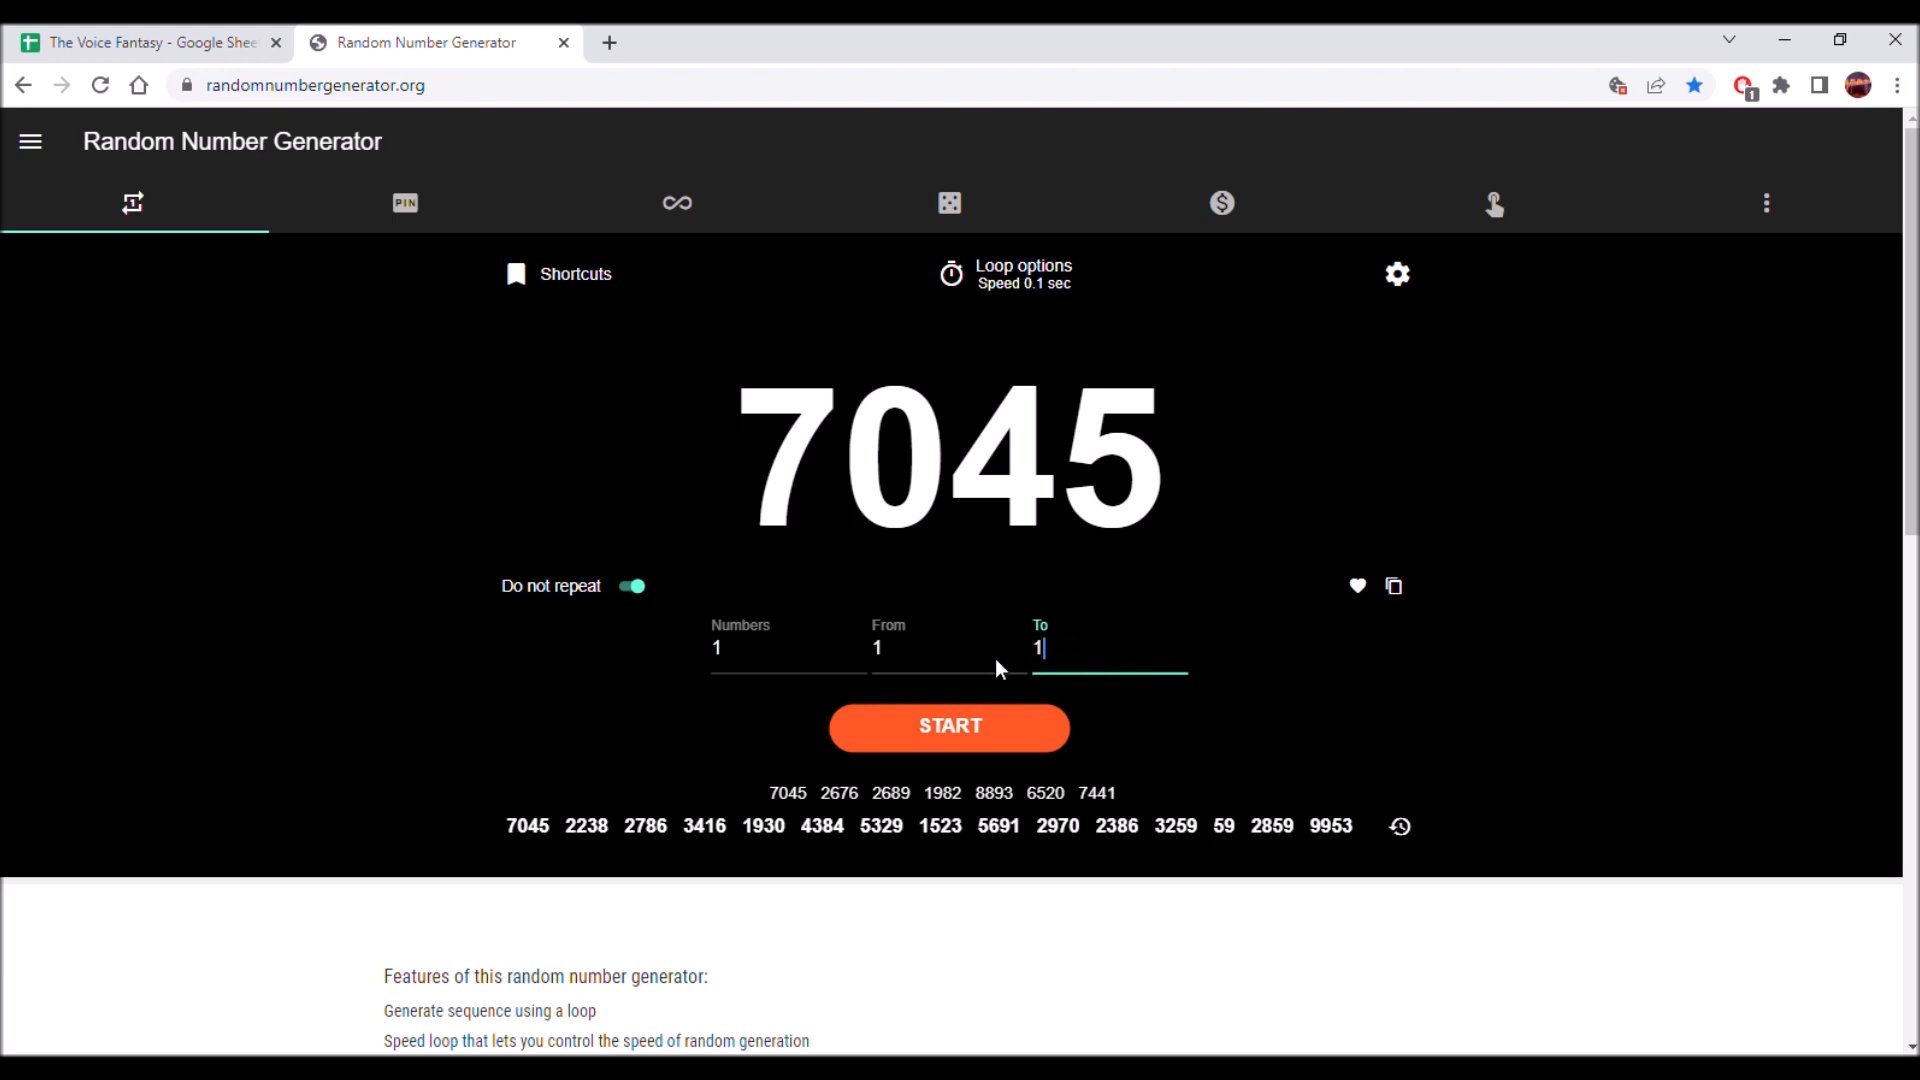 The Voice Fantasy - Google Shee
Random Number Generator
randomnumbergenerator.org
1
Random Number Generator
1
PIN
$
Shortcuts
Loop options
Speed 0.1 sec
7045
Do not repeat
Numbers From To
1 1 1
START
7045 2676 2689 1982 8893 6520 7441
7045 2238 2786 3416 1930 4384 5329 1523 5691 2970 2386 3259 59 2859 9953
Features of this random number generator:
Generate sequence using a loop
Speed loop that lets you control the speed of random generation